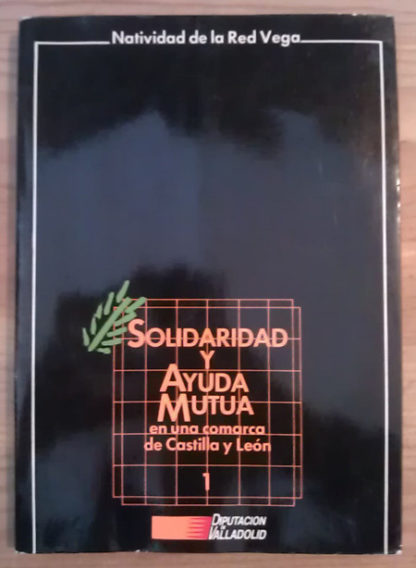 Natividad de la Red Vega
SOLIDARIDAD
Y
AYUDA
MUTUA
en una comarca
de Castilla y León
1
DIPUTACION
DE
VALLADOLID